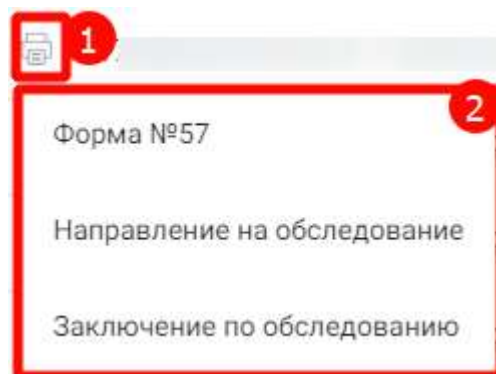 1
2
Форма №57
Направление на обследование
Заключение по обследованию